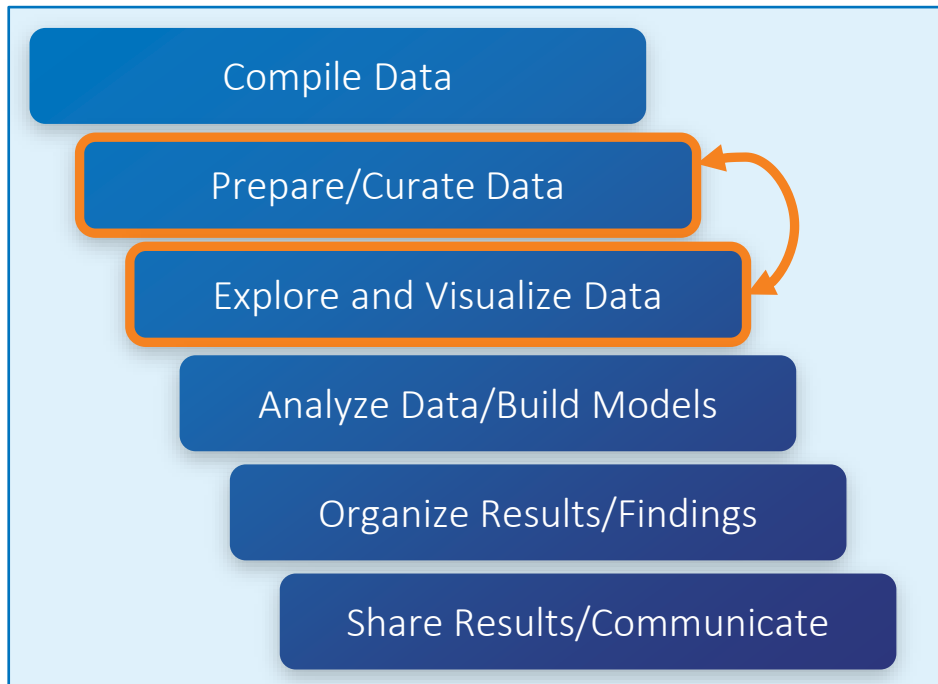 Compile Data
Prepare/Curate Data
Explore and Visualize Data
Analyze Data/Build Models
Organize Results/Findings
Share Results/Communicate